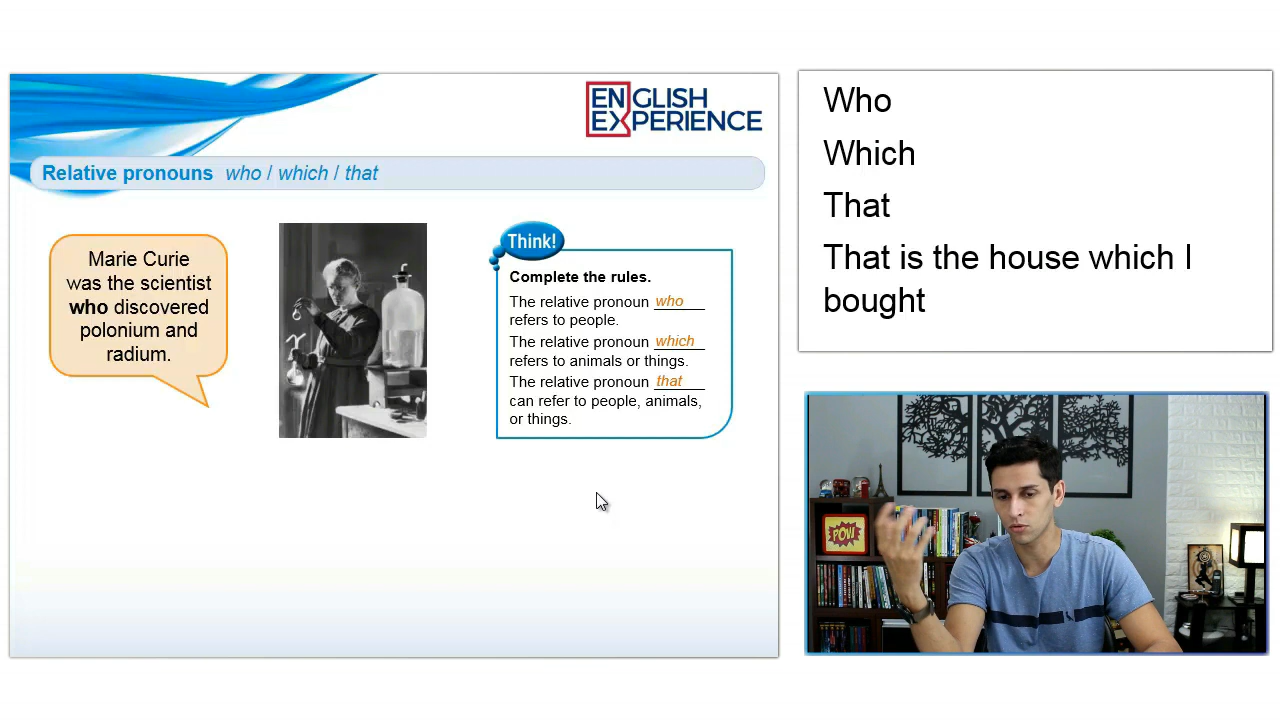 ENGLISH
EXPERIENCE
Relative pronouns who / which / that
Marie Curie
was the scientist
who discovered
polonium and
radium.
Think!
Complete the rules.
The relative pronoun who
refers to people.
The relative pronoun which
refers to animals or things.
The relative pronoun that
can refer to people, animals,
or things.
Who
Which
That
That is the house which I
bought
POW!